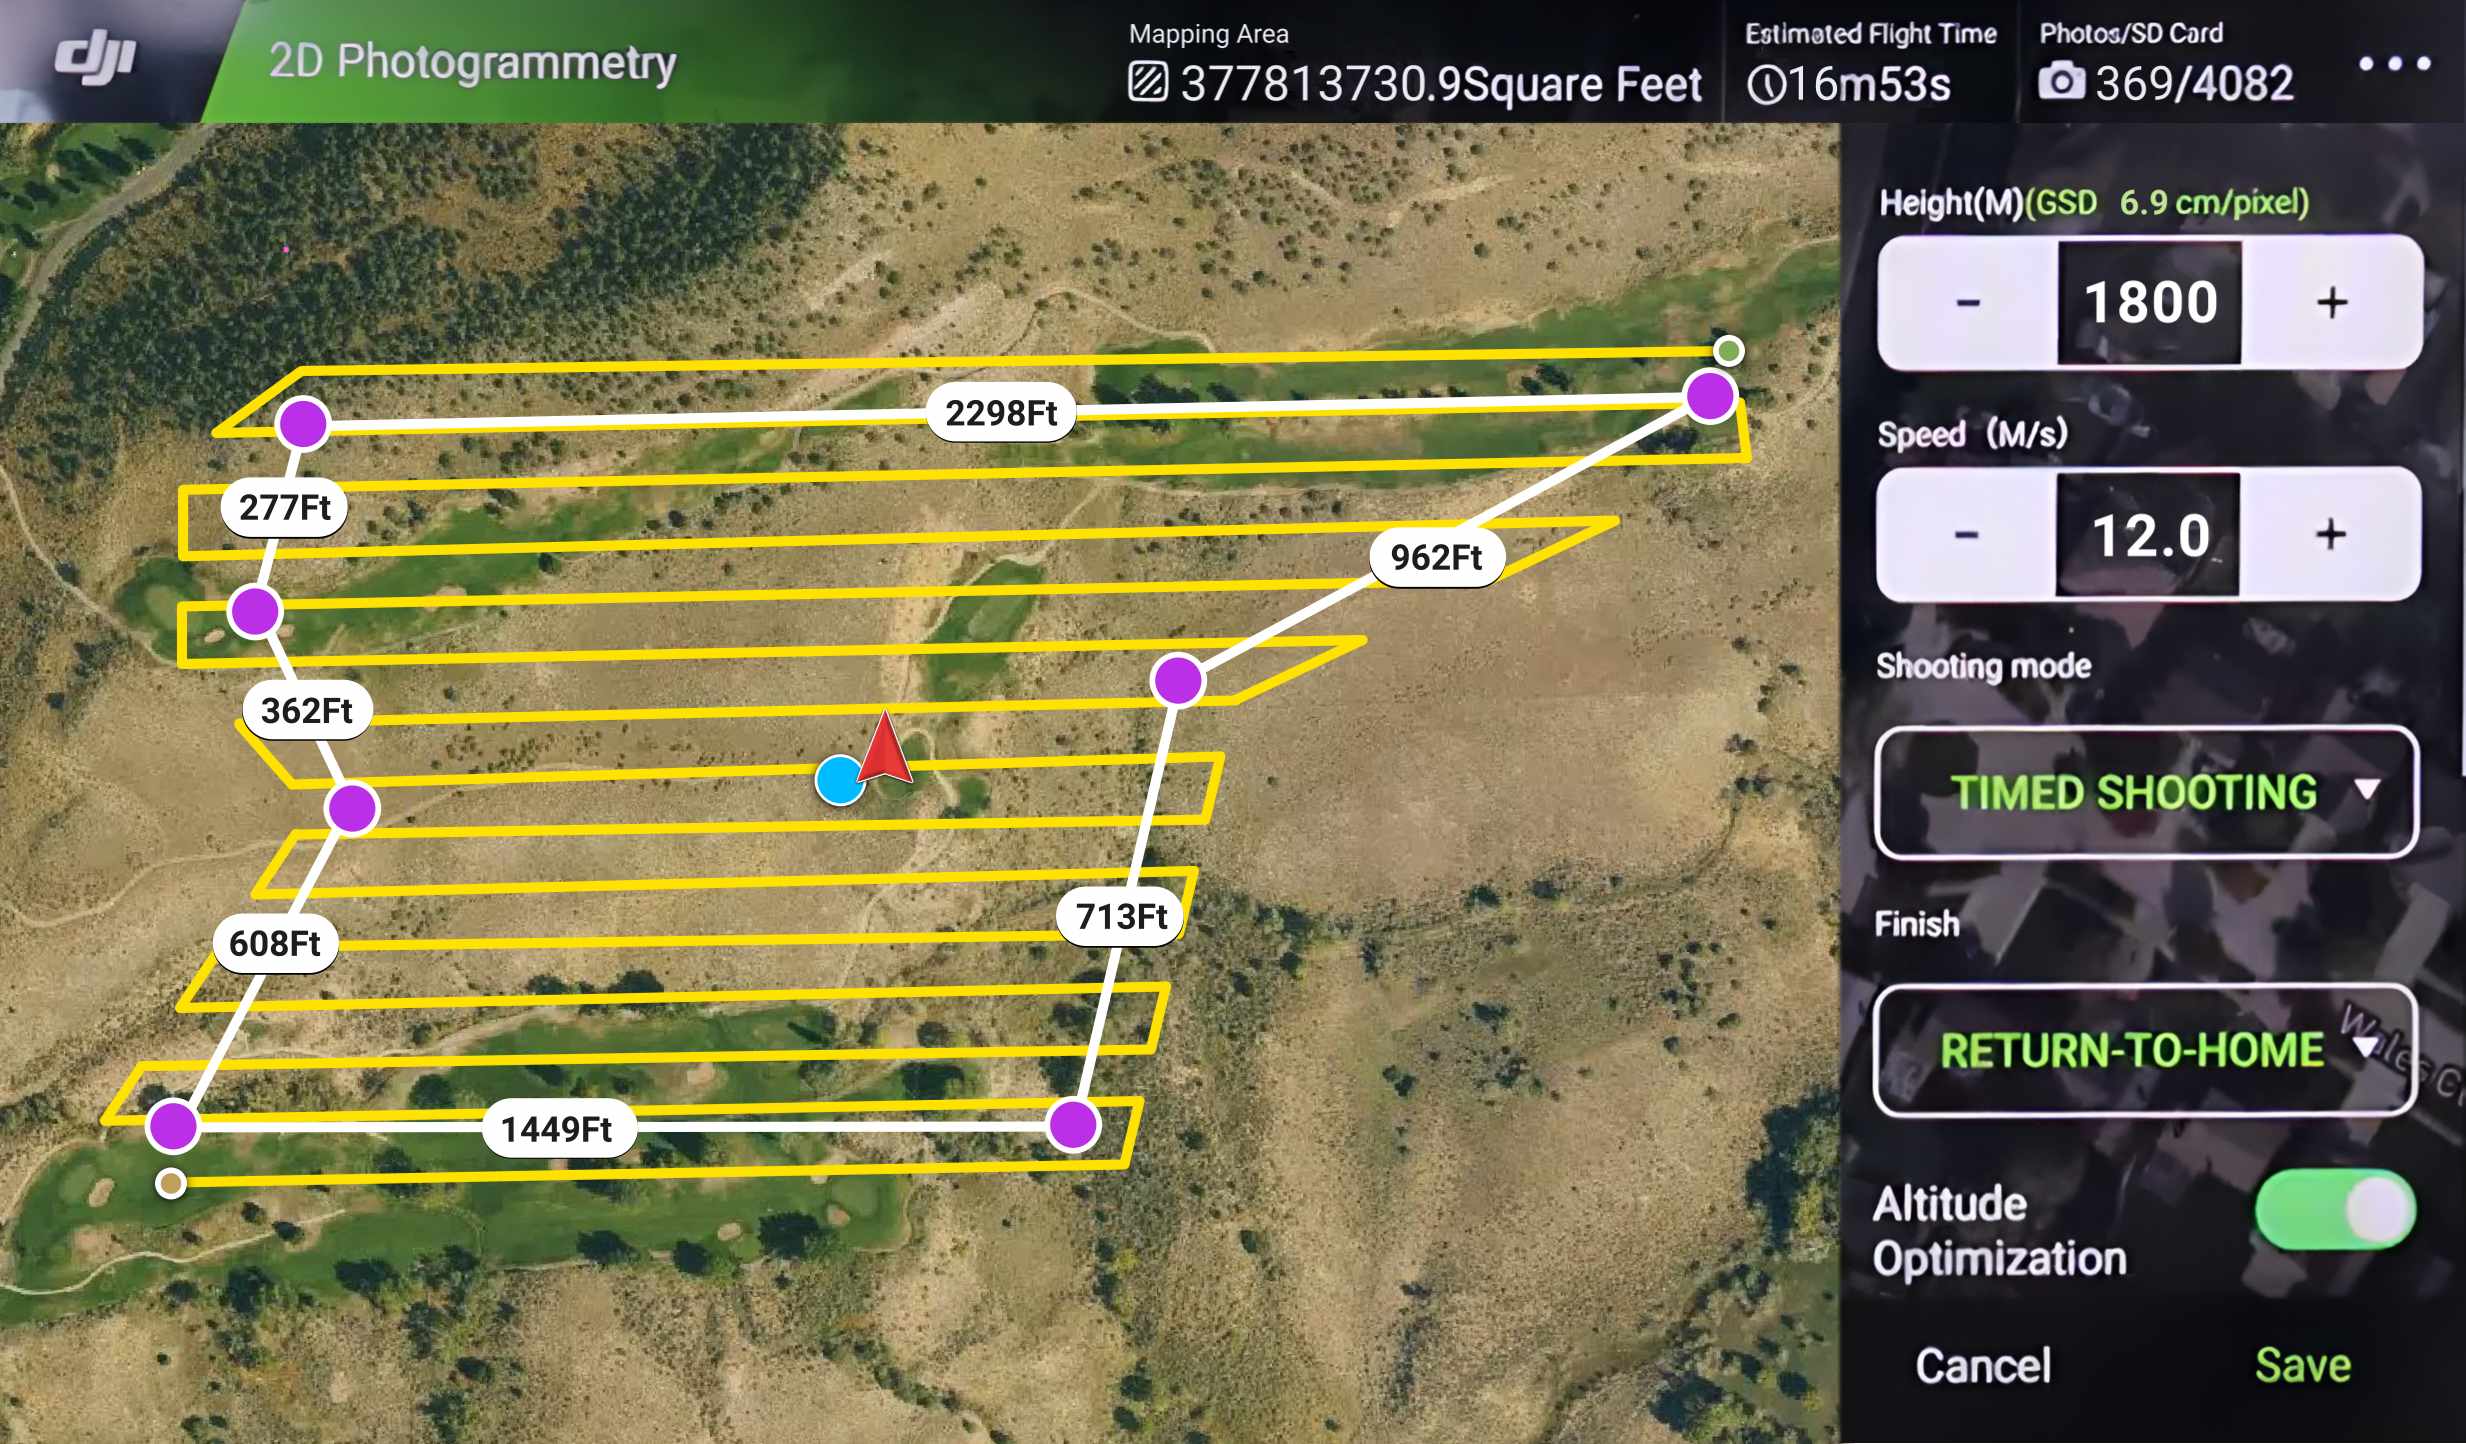 dji
2D Photogrammetry
Mapping Area
377813730.9Square Feet
Estimated Flight Time
16m53s
Photos/SD Card
369/4082
Height(M)(GSD 6.9 cm/pixel)
- 1800 +
Speed (M/s)
- 12.0 +
Shooting mode
TIMED SHOOTING
Finish
RETURN-TO-HOME
Altitude
Optimization
Cancel
Save
2298Ft
277Ft
962Ft
362Ft
713Ft
608Ft
1449Ft